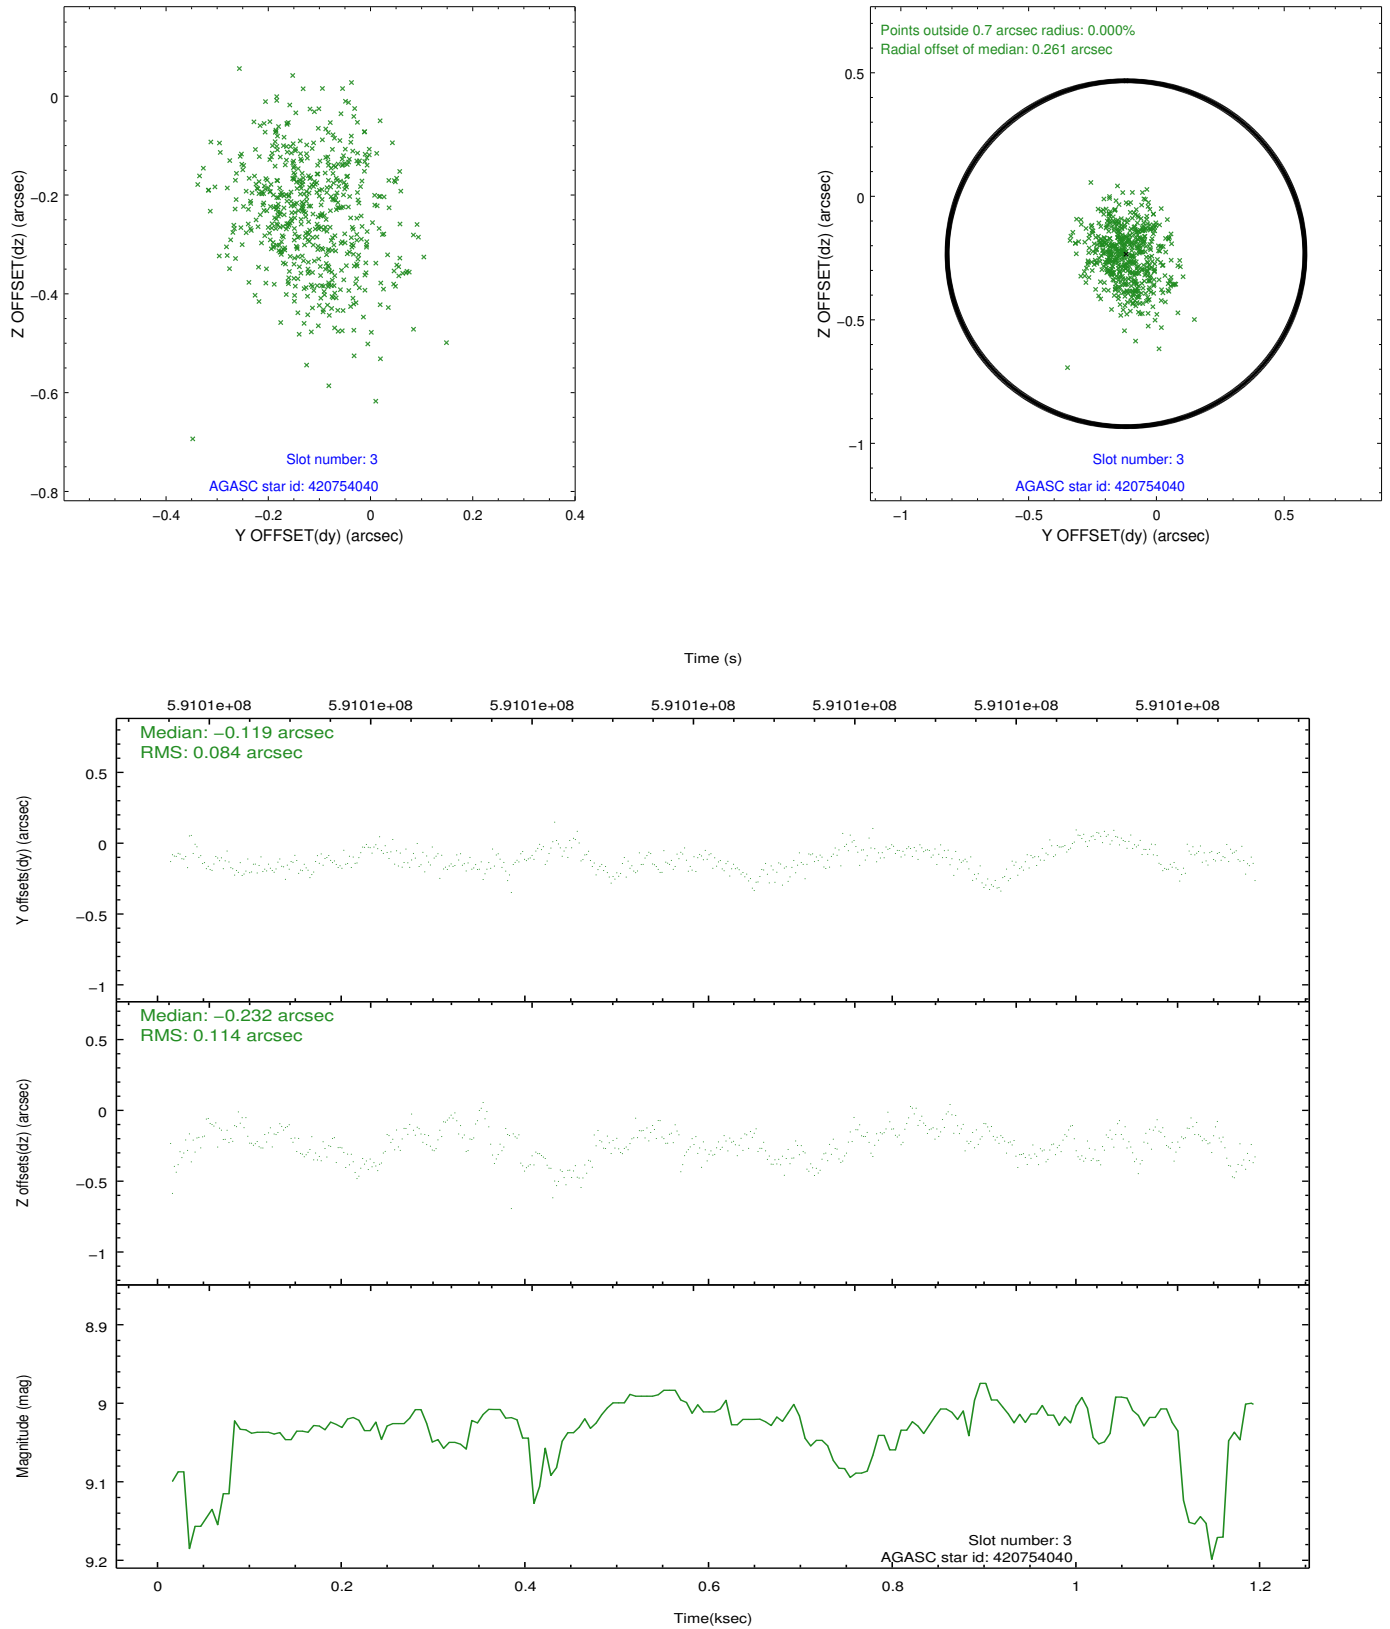 0
−0.2
−0.4
−0.6
−0.8
Z OFFSET(dz) (arcsec)
Slot number: 3
AGASC star id: 420754040
−0.4
−0.2
0
0.2
0.4
Y OFFSET(dy) (arcsec)
Points outside 0.7 arcsec radius: 0.000%
Radial offset of median: 0.261 arcsec
0.5
0
−0.5
−1
Z OFFSET(dz) (arcsec)
Slot number: 3
AGASC star id: 420754040
−1
−0.5
0
0.5
Y OFFSET(dy) (arcsec)
Time (s)
5.9101e+08
5.9101e+08
5.9101e+08
5.9101e+08
5.9101e+08
5.9101e+08
5.9101e+08
Median: −0.119 arcsec
RMS: 0.084 arcsec
0.5
0
−0.5
−1
Y offsets(dy) (arcsec)
Median: −0.232 arcsec
RMS: 0.114 arcsec
0.5
0
−0.5
−1
Z offsets(dz) (arcsec)
8.9
9
9.1
9.2
Magnitude (mag)
Slot number: 3
AGASC star id: 420754040
0
0.2
0.4
0.6
0.8
1
1.2
Time(ksec)